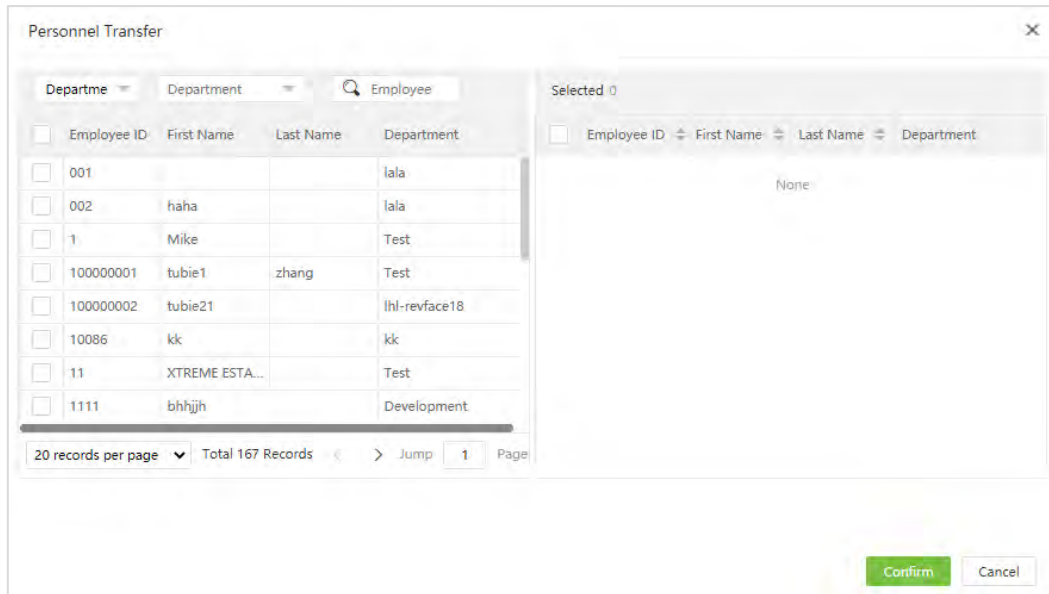 Personnel Transfer
Departme Department Employee Selected 0
Employee ID First Name Last Name Department Employee ID First Name Last Name Department
001 lala None
002 haha lala
1 Mike Test
100000001 tubie1 zhang Test
100000002 tubie21 lhl-revface18
10086 kk kk
11 XTREME ESTA... Test
1111 bhhjjh Development
20 records per page Total 167 Records Jump 1 Page
Confirm Cancel